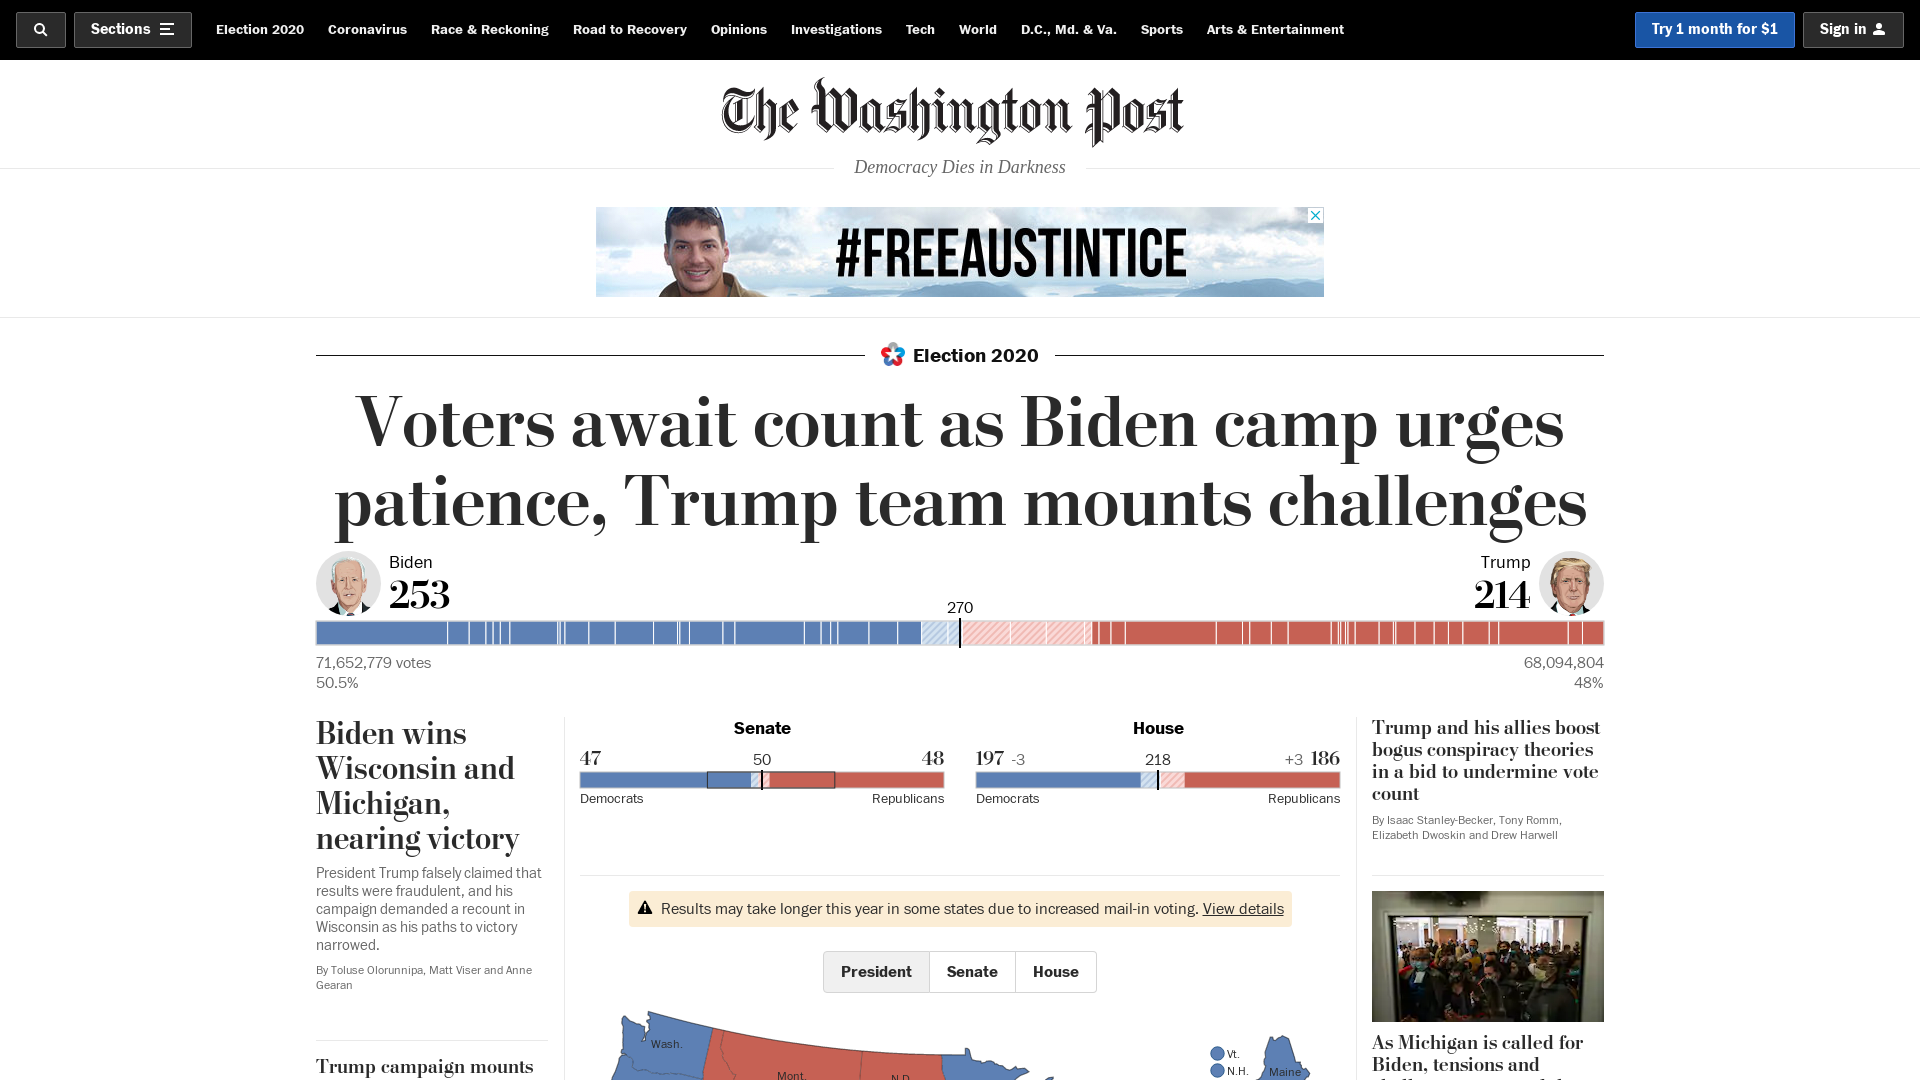 Sections
Election 2020
Coronavirus
Race & Reckoning
Road to Recovery
Opinions
Investigations
Tech
World
D.C., Md. & Va.
Sports
Arts & Entertainment
Try 1 month for $1
Sign in
The Washington Post
Democracy Dies in Darkness
#FREEAUSTINTICE
Election 2020
Voters await count as Biden camp urges
patience, Trump team mounts challenges
Biden
253
270
Trump
214
71,652,779 votes
50.5%
68,094,804
48%
Biden wins
Wisconsin and
Michigan,
nearing victory
President Trump falsely claimed that
results were fraudulent, and his
campaign demanded a recount in
Wisconsin as his paths to victory
narrowed.
By Toluse Olorunnipa, Matt Viser and Anne
Gearan
Trump campaign mounts
Senate
47
50
48
Democrats
Republicans
House
197 -3
218
+3 186
Democrats
Republicans
Results may take longer this year in some states due to increased mail-in voting. View details
President
Senate
House
Wash.
Mont.
N.D.
Vt.
N.H.
Maine
Trump and his allies boost
bogus conspiracy theories
in a bid to undermine vote
count
By Isaac Stanley-Becker, Tony Romm,
Elizabeth Dwoskin and Drew Harwell
As Michigan is called for
Biden, tensions and